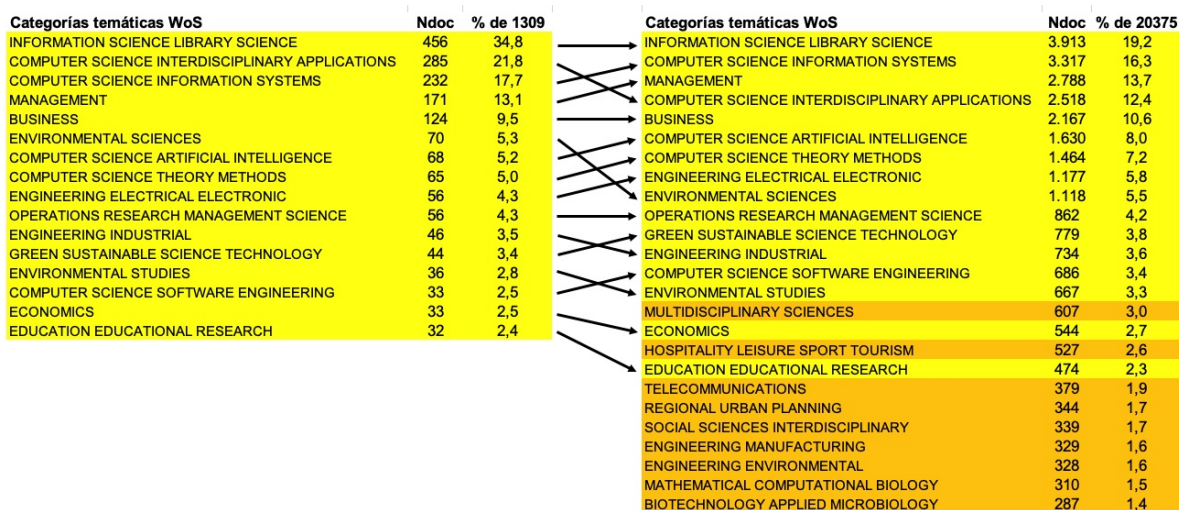 Categorías temáticas WoS Ndoc % de 1309
INFORMATION SCIENCE LIBRARY SCIENCE 456 34,8
COMPUTER SCIENCE INTERDISCIPLINARY APPLICATIONS 285 21,8
COMPUTER SCIENCE INFORMATION SYSTEMS 232 17,7
MANAGEMENT 171 13,1
BUSINESS 124 9,5
ENVIRONMENTAL SCIENCES 70 5,3
COMPUTER SCIENCE ARTIFICIAL INTELLIGENCE 68 5,2
COMPUTER SCIENCE THEORY METHODS 65 5,0
ENGINEERING ELECTRICAL ELECTRONIC 56 4,3
OPERATIONS RESEARCH MANAGEMENT SCIENCE 56 4,3
ENGINEERING INDUSTRIAL 46 3,5
GREEN SUSTAINABLE SCIENCE TECHNOLOGY 44 3,4
ENVIRONMENTAL STUDIES 36 2,8
COMPUTER SCIENCE SOFTWARE ENGINEERING 33 2,5
ECONOMICS 33 2,5
EDUCATION EDUCATIONAL RESEARCH 32 2,4
Categorías temáticas WoS Ndoc % de 20375
INFORMATION SCIENCE LIBRARY SCIENCE 3.913 19,2
COMPUTER SCIENCE INFORMATION SYSTEMS 3.317 16,3
MANAGEMENT 2.788 13,7
COMPUTER SCIENCE INTERDISCIPLINARY APPLICATIONS 2.518 12,4
BUSINESS 2.167 10,6
COMPUTER SCIENCE ARTIFICIAL INTELLIGENCE 1.630 8,0
COMPUTER SCIENCE THEORY METHODS 1.464 7,2
ENGINEERING ELECTRICAL ELECTRONIC 1.177 5,8
ENVIRONMENTAL SCIENCES 1.118 5,5
OPERATIONS RESEARCH MANAGEMENT SCIENCE 862 4,2
GREEN SUSTAINABLE SCIENCE TECHNOLOGY 779 3,8
ENGINEERING INDUSTRIAL 734 3,6
COMPUTER SCIENCE SOFTWARE ENGINEERING 686 3,4
ENVIRONMENTAL STUDIES 667 3,3
MULTIDISCIPLINARY SCIENCES 607 3,0
ECONOMICS 544 2,7
HOSPITALITY LEISURE SPORT TOURISM 527 2,6
EDUCATION EDUCATIONAL RESEARCH 474 2,3
TELECOMMUNICATIONS 379 1,9
REGIONAL URBAN PLANNING 344 1,7
SOCIAL SCIENCES INTERDISCIPLINARY 339 1,7
ENGINEERING MANUFACTURING 329 1,6
ENGINEERING ENVIRONMENTAL 328 1,6
MATHEMATICAL COMPUTATIONAL BIOLOGY 310 1,5
BIOTECHNOLOGY APPLIED MICROBIOLOGY 287 1,4